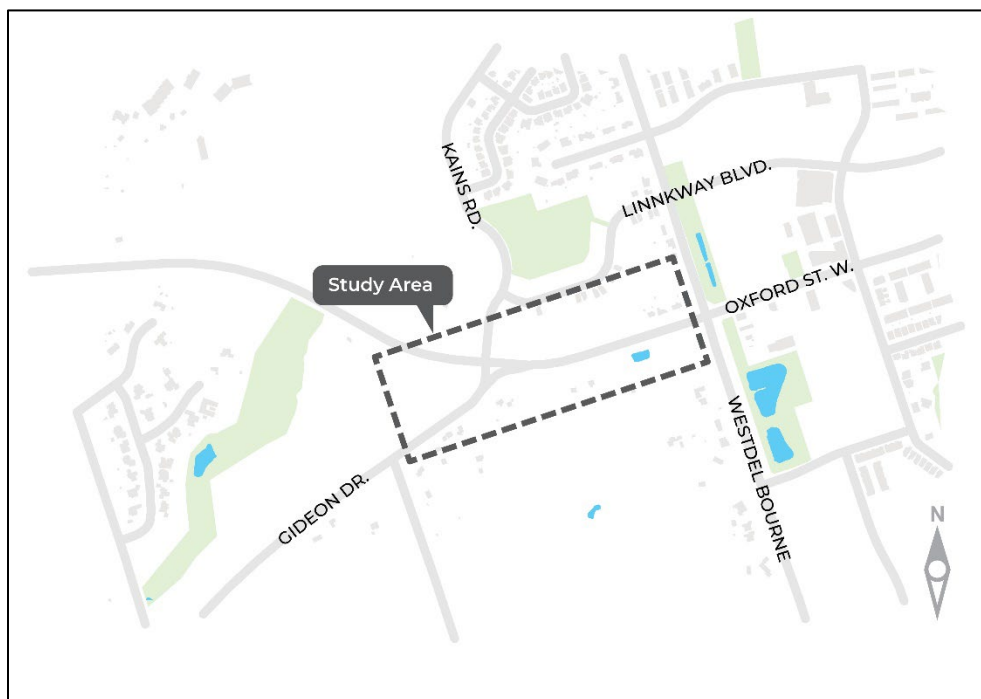 KAINS RD.
LINNKWAY BLVD.
Study Area
OXFORD ST. W.
WESTDEL BOURNE
GIDEON DR.
N